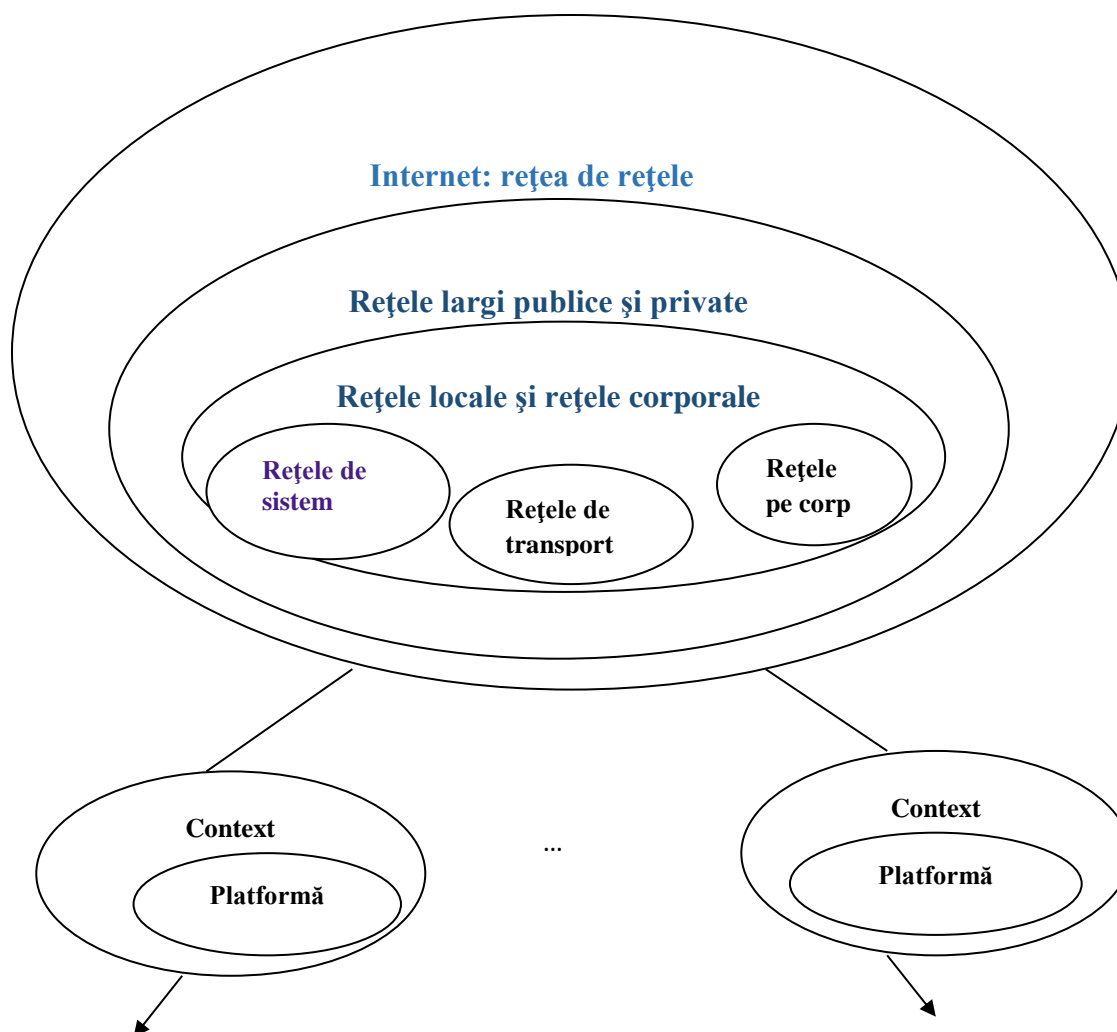 Internet: reţea de reţele
Reţele largi publice şi private
Reţele locale şi reţele corporale
Reţele de
sistem
Reţele de
transport
Reţele
pe corp
Context
Platformă
...
Context
Platformă